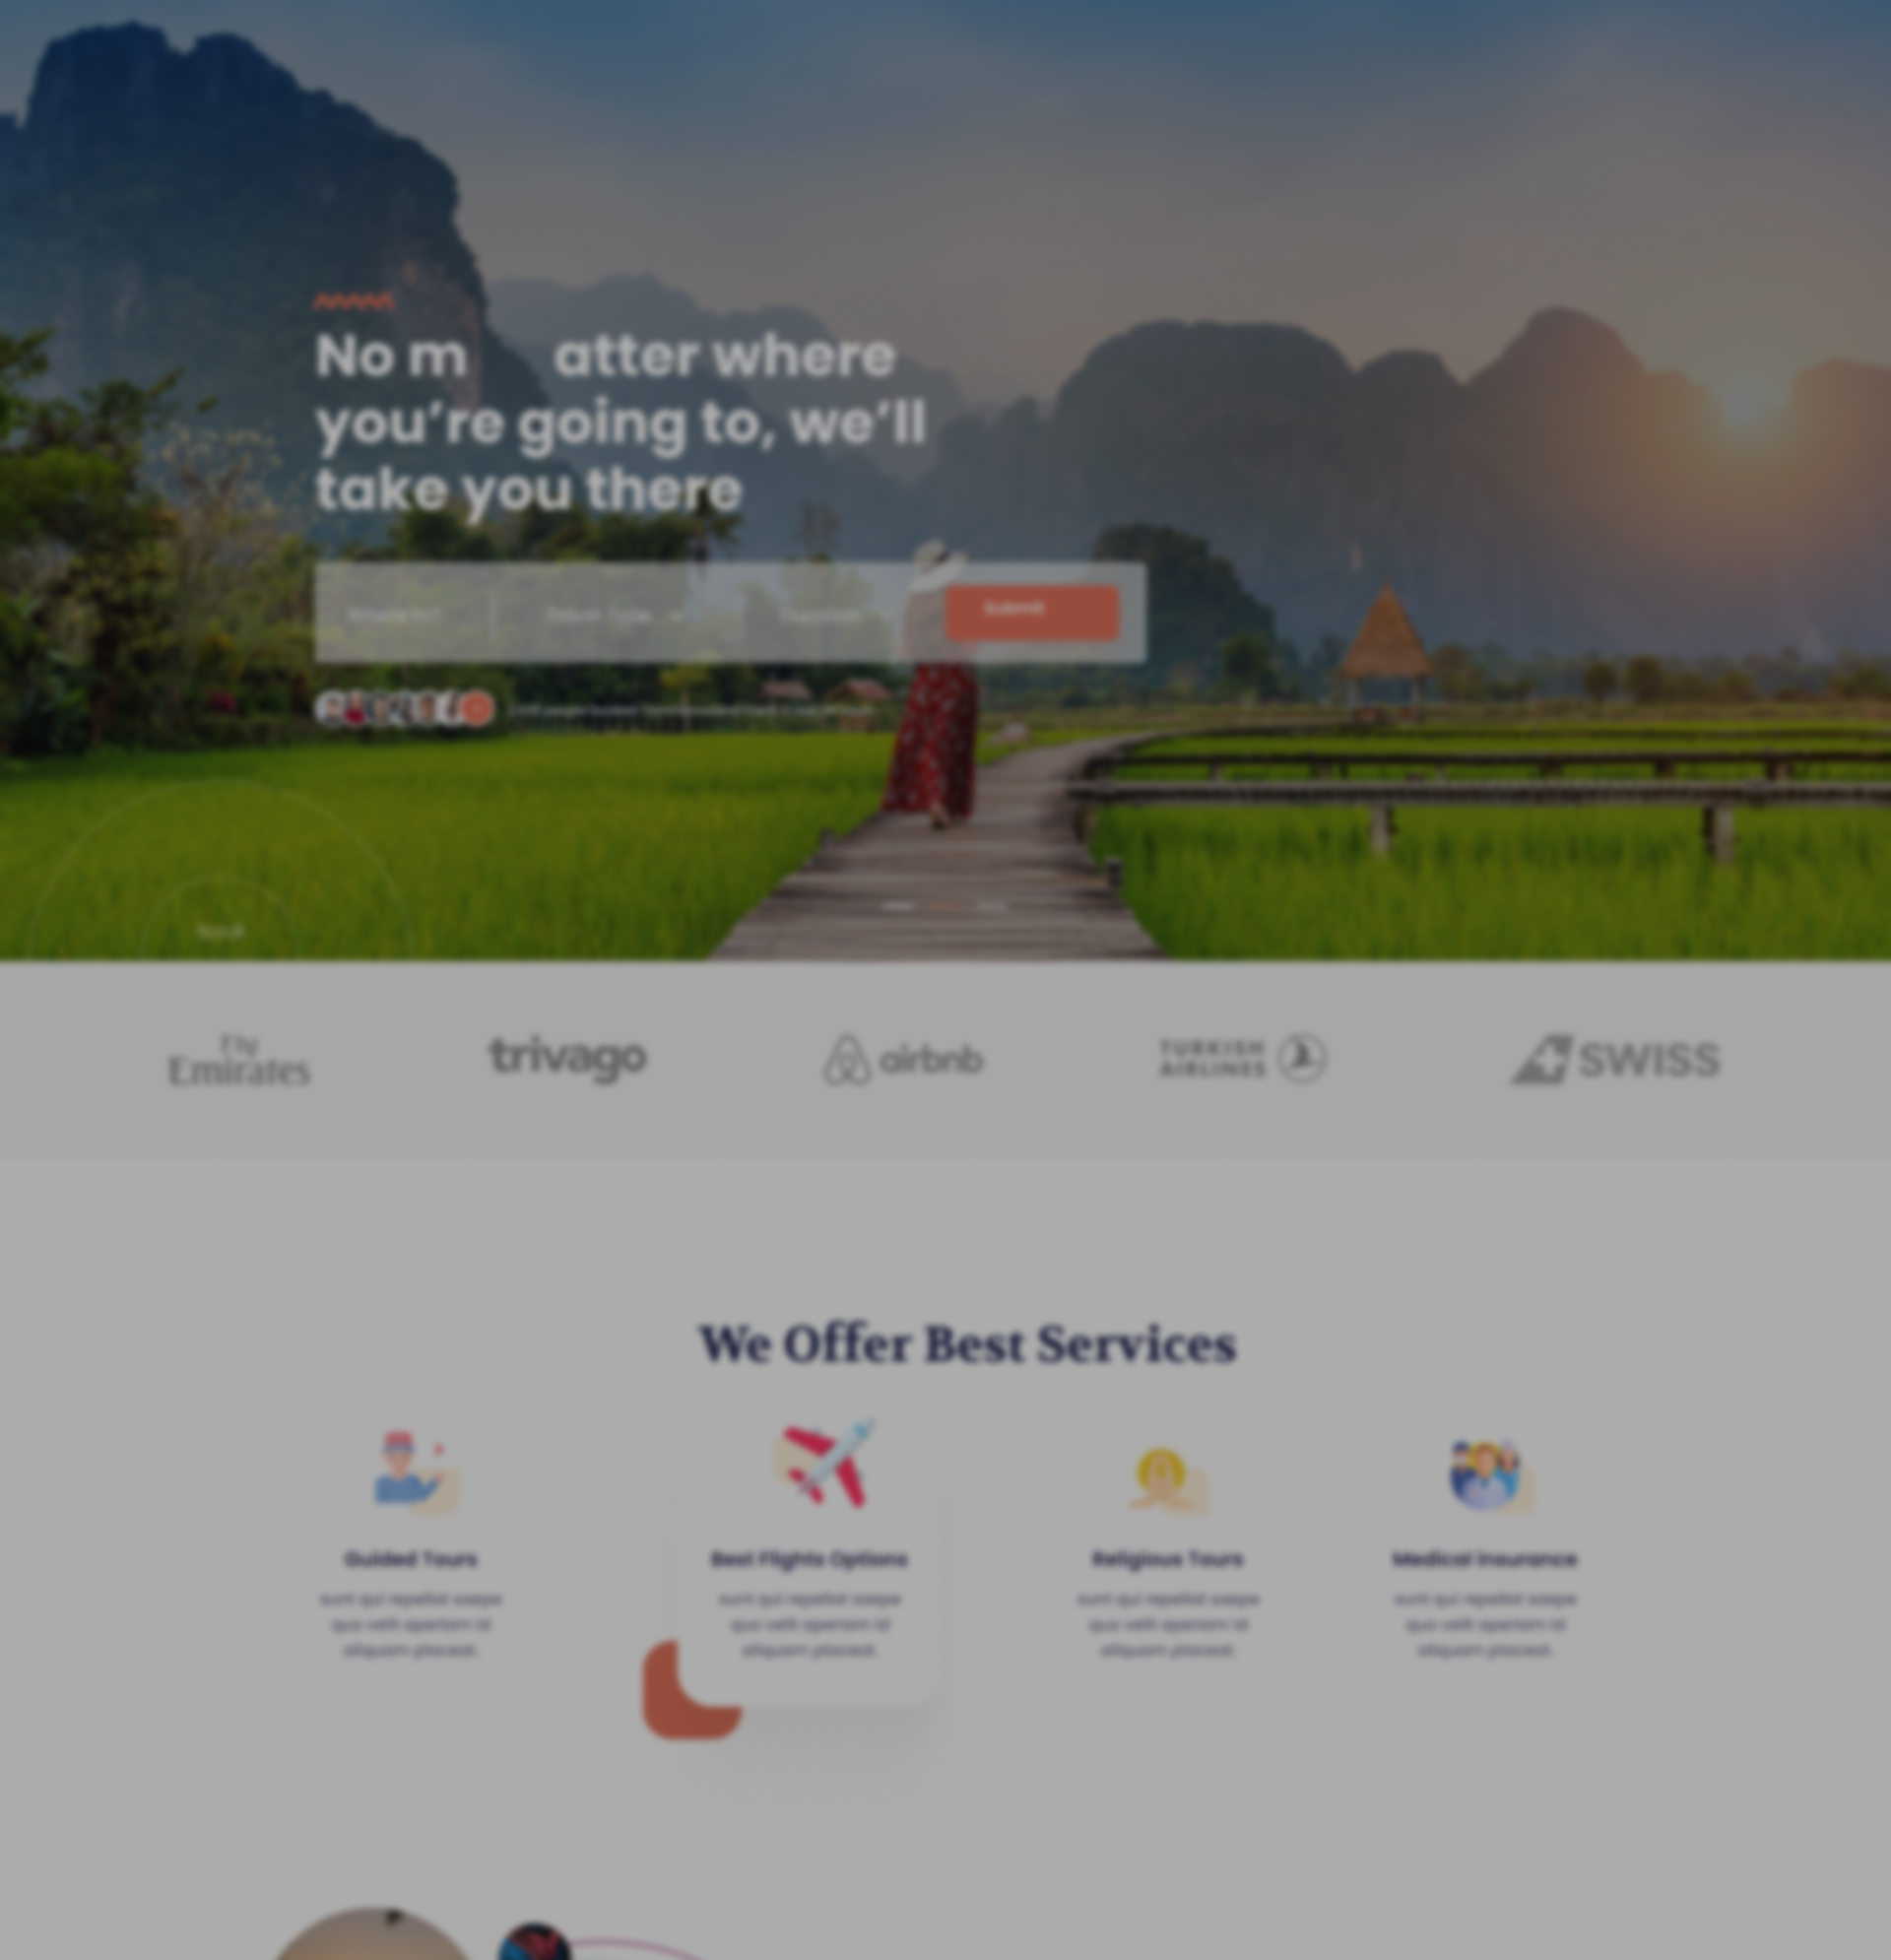 No m atter where
you’re going to, we’ll
take you there
Where to?
Travel Type
Duration
Submit
Scroll
Fly
Emirates
trivago
airbnb
TURKISH
AIRLINES
SWISS
We Offer Best Services
Guided Tours
Best Flights Options
Religious Tours
Medical Insurance
sunt qui repellat saepe
quo velit aperiam id
aliquam placeat.
sunt qui repellat saepe
quo velit aperiam id
aliquam placeat.
sunt qui repellat saepe
quo velit aperiam id
aliquam placeat.
sunt qui repellat saepe
quo velit aperiam id
aliquam placeat.